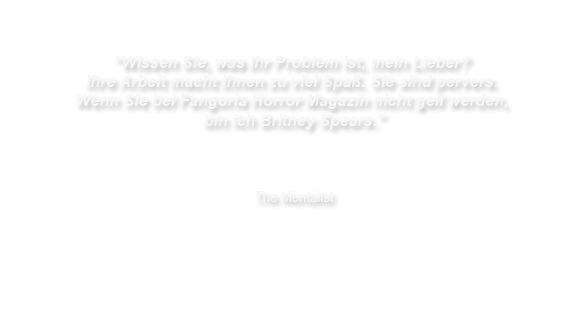 "Wissen Sie, was Ihr Problem ist, mein Lieber?
Ihre Arbeit macht Ihnen zu viel Spaß. Sie sind pervers.
Wenn Sie bei Fangoria Horror Magazin nicht geil werden,
bin ich Britney Spears."
The Mentalist